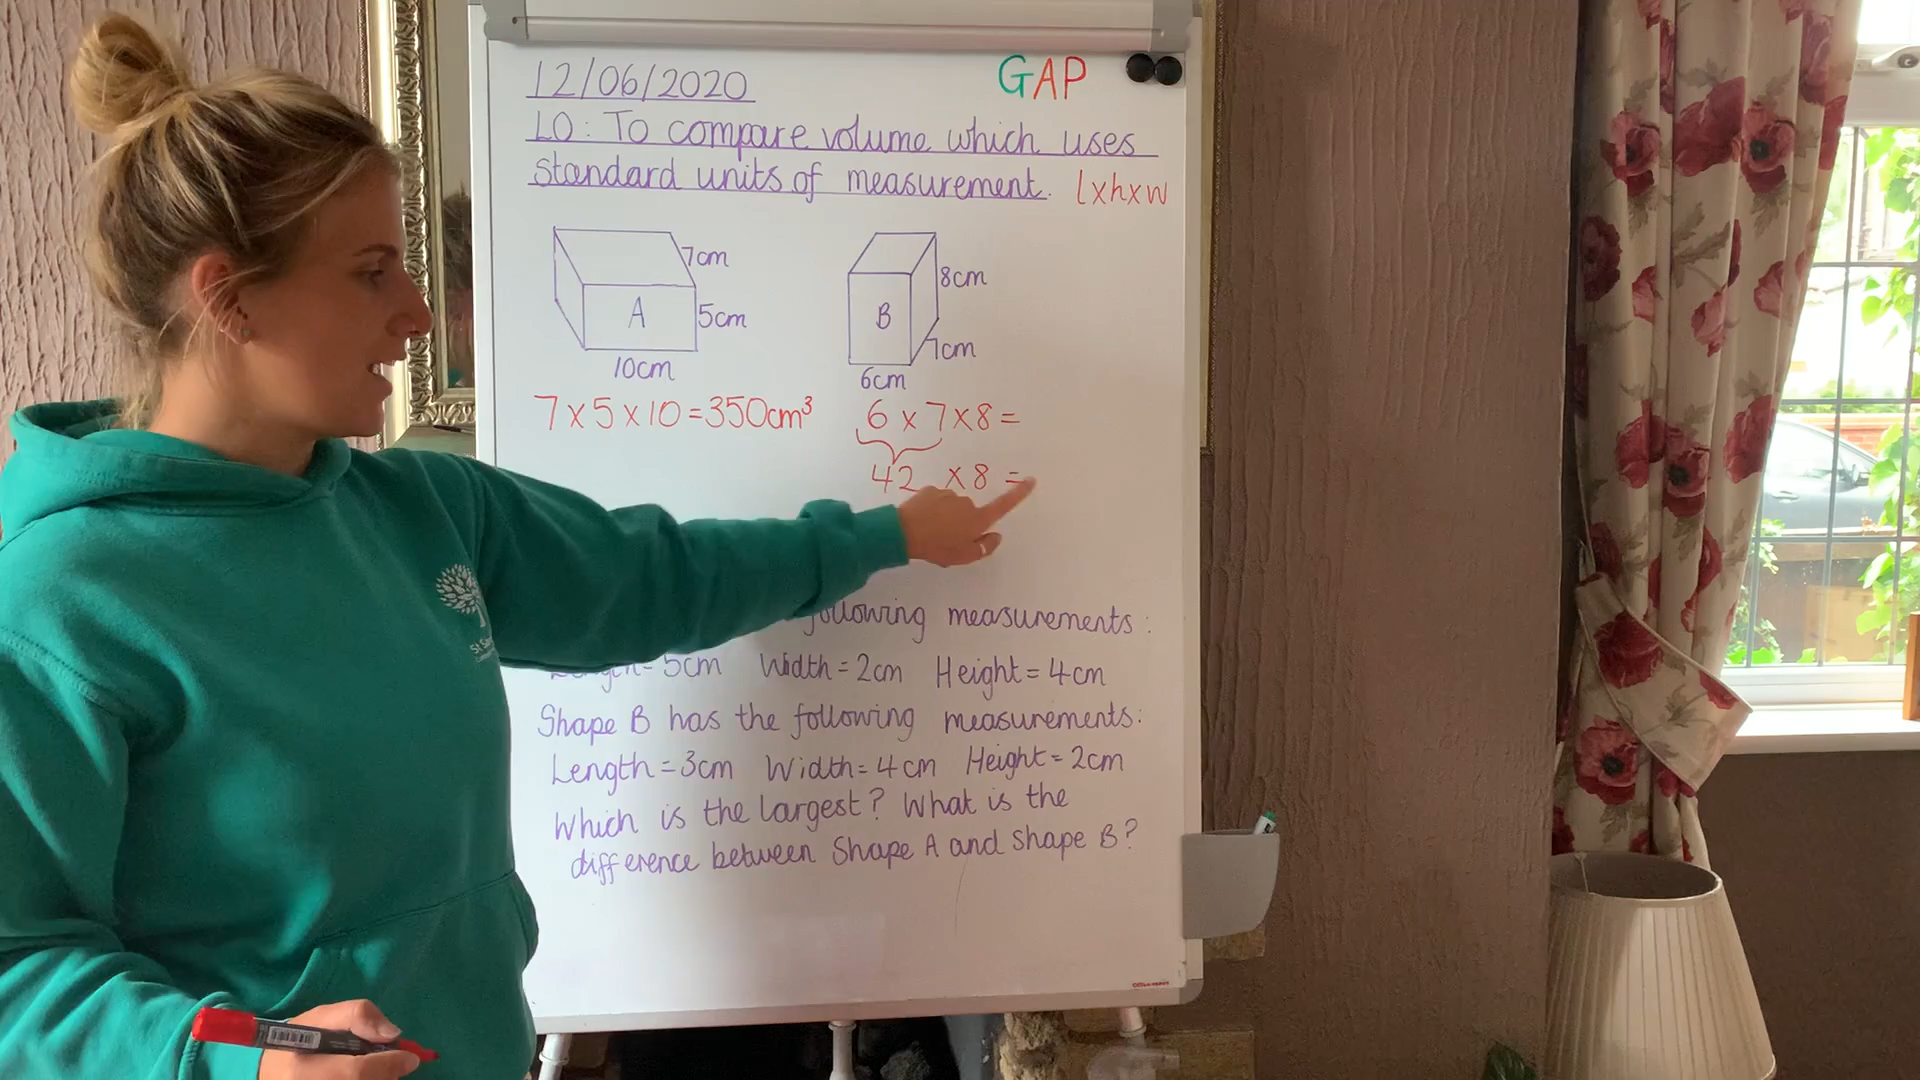 12/06/2020
GAP
LO: To compare volume which uses
standard units of measurement.
lxhxw
7cm
A
5cm
10cm
8cm
B
7cm
6cm
7 x 5 x 10 = 350cm³
6 x 7 x 8 =
42 x 8 =
following measurements:
Length = 5cm Width = 2cm Height = 4cm
Shape B has the following measurements:
Length = 3cm Width = 4cm Height = 2cm
Which is the largest? What is the
difference between Shape A and Shape B?